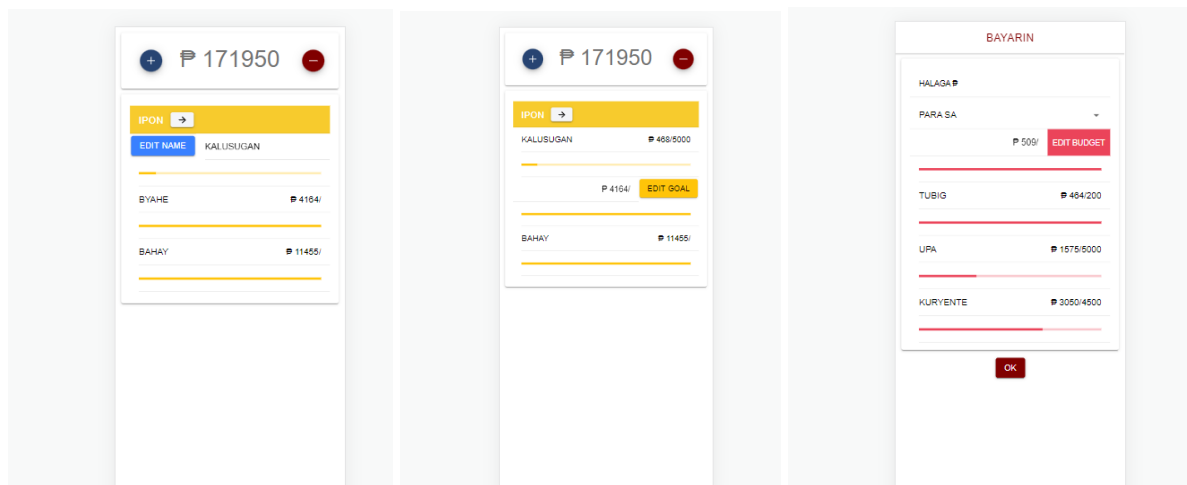 ₱ 171950
IPON
EDIT NAME KALUSUGAN
BYAHE ₱ 4164/
BAHAY ₱ 11455/
₱ 171950
IPON
KALUSUGAN ₱ 468/5000
₱ 4164/ EDIT GOAL
BAHAY ₱ 11455/
BAYARIN
HALAGA ₱
PARA SA
₱ 509/ EDIT BUDGET
TUBIG ₱ 464/200
UPA ₱ 1575/5000
KURYENTE ₱ 3050/4500
OK